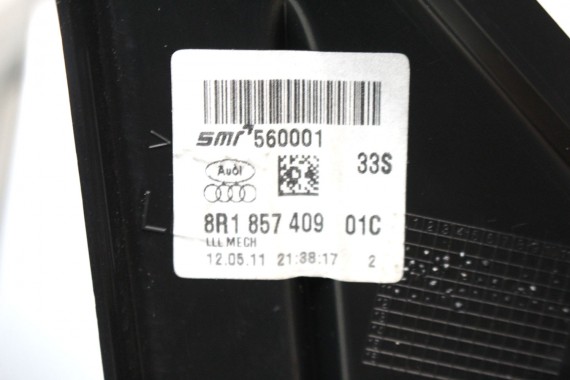 smr 560001
33S
Audi
8R1 857 409 01C
LLL MECH
12.05.11 21:38:17 2